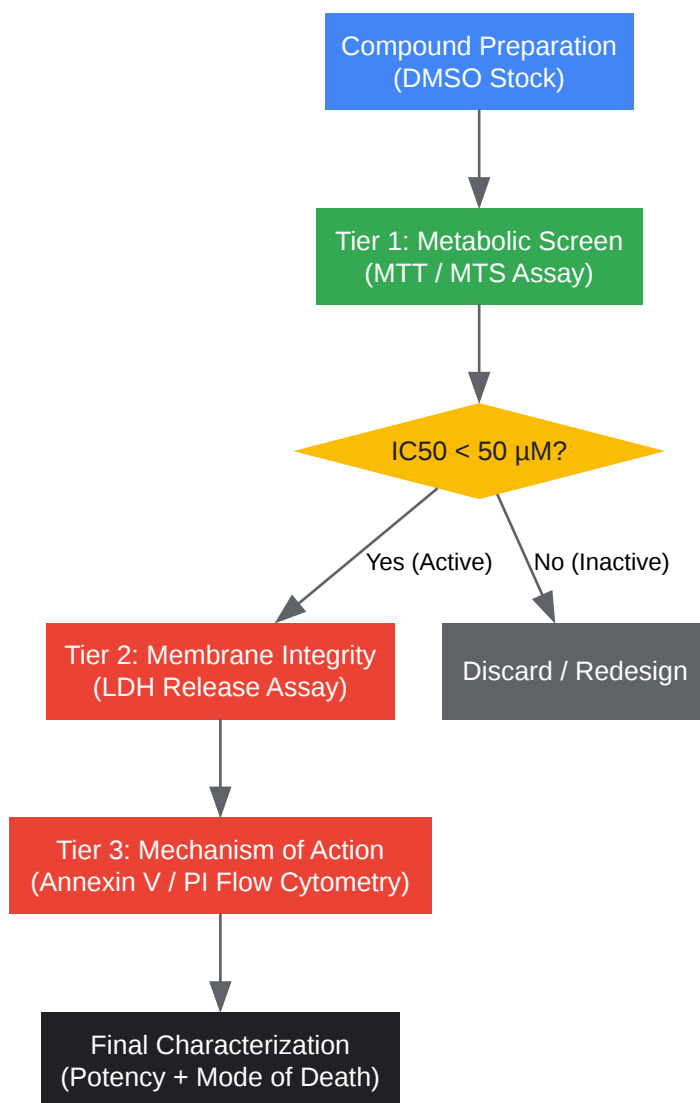 Compound Preparation
(DMSO Stock)
Tier 1: Metabolic Screen
(MTT / MTS Assay)
IC50 < 50 µM?
Yes (Active)
No (Inactive)
Tier 2: Membrane Integrity
(LDH Release Assay)
Discard / Redesign
Tier 3: Mechanism of Action
(Annexin V / PI Flow Cytometry)
Final Characterization
(Potency + Mode of Death)